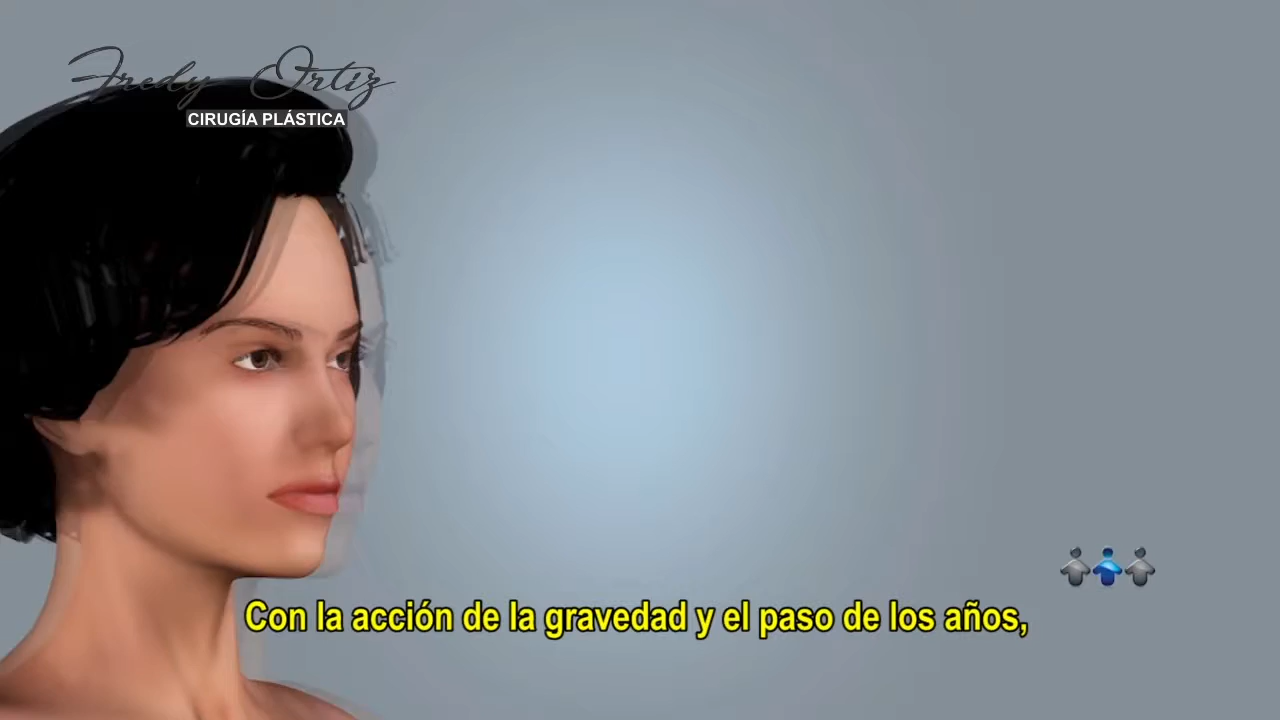 Fredy Ortiz
CIRUGÍA PLÁSTICA
Con la acción de la gravedad y el paso de los años,